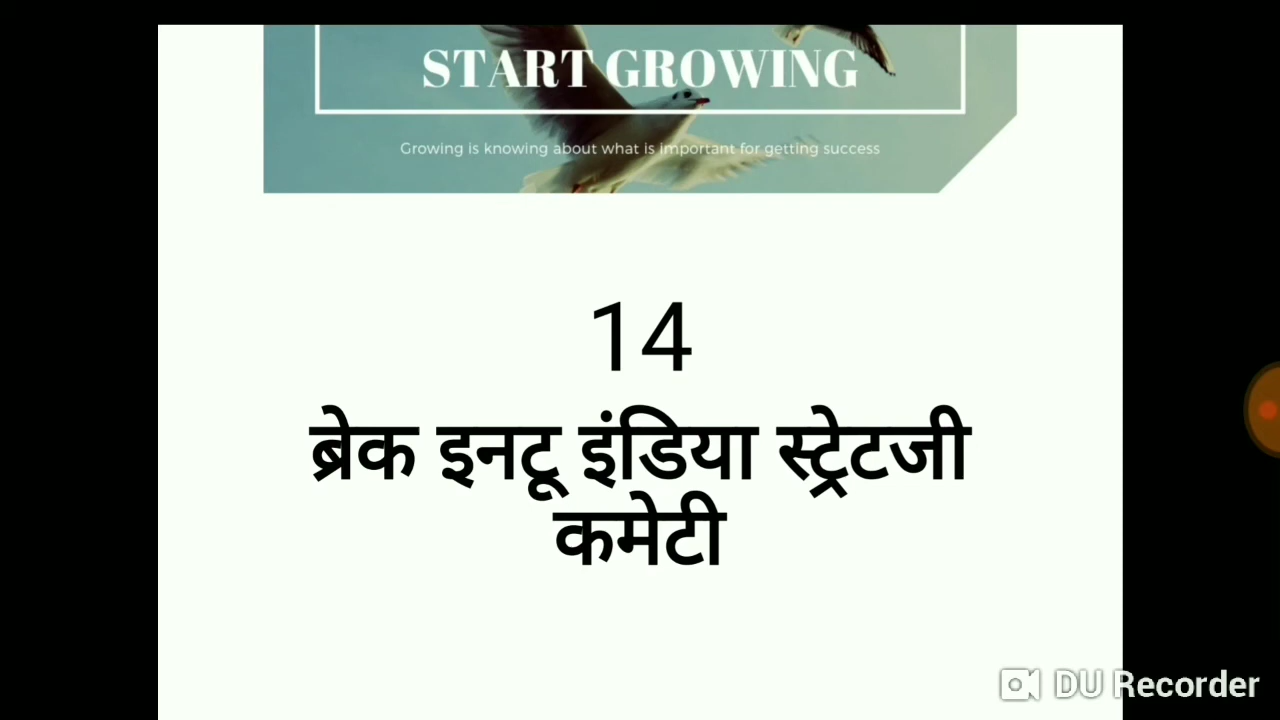 START GROWING
Growing is knowing about what is important for getting success
14
ब्रेक इनटू इंडिया स्ट्रेटजी
कमेटी
DU Recorder